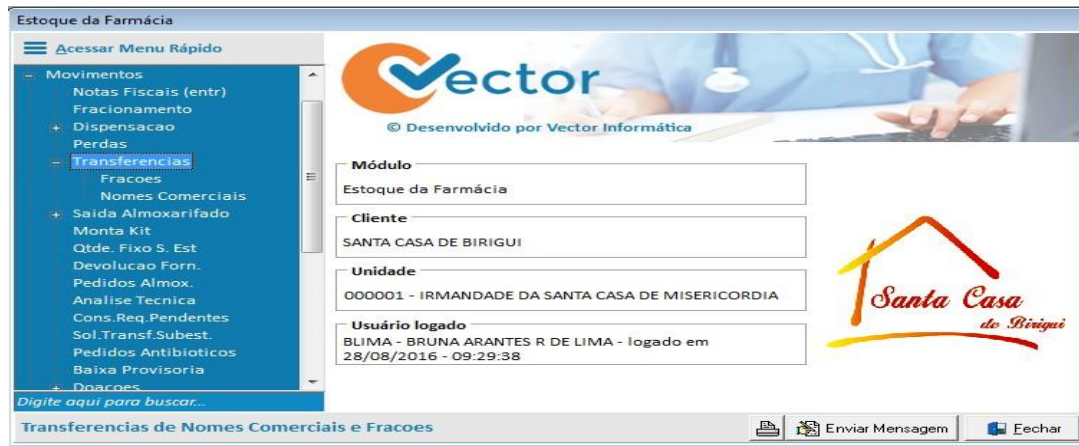 Estoque da Farmácia
Acessar Menu Rápido
Movimentos
Notas Fiscais (entr)
Fracionamento
Dispensacao
Perdas
Transferencias
Fracoes
Nomes Comerciais
Saida Almoxarifado
Monta Kit
Qtde. Fixo S. Est
Devolucao Forn.
Pedidos Almox.
Analise Tecnica
Cons.Req.Pendentes
Sol.Transf.Subest.
Pedidos Antibioticos
Baixa Provisoria
Doacoes
Digite aqui para buscar...
Vector
© Desenvolvido por Vector Informática
Módulo
Estoque da Farmácia
Cliente
SANTA CASA DE BIRIGUI
Unidade
000001 - IRMANDADE DA SANTA CASA DE MISERICORDIA
Usuário logado
BLIMA - BRUNA ARANTES R DE LIMA - logado em
28/08/2016 - 09:29:38
Santa Casa
de Birigui
Transferencias de Nomes Comerciais e Fracoes
Enviar Mensagem
Fechar